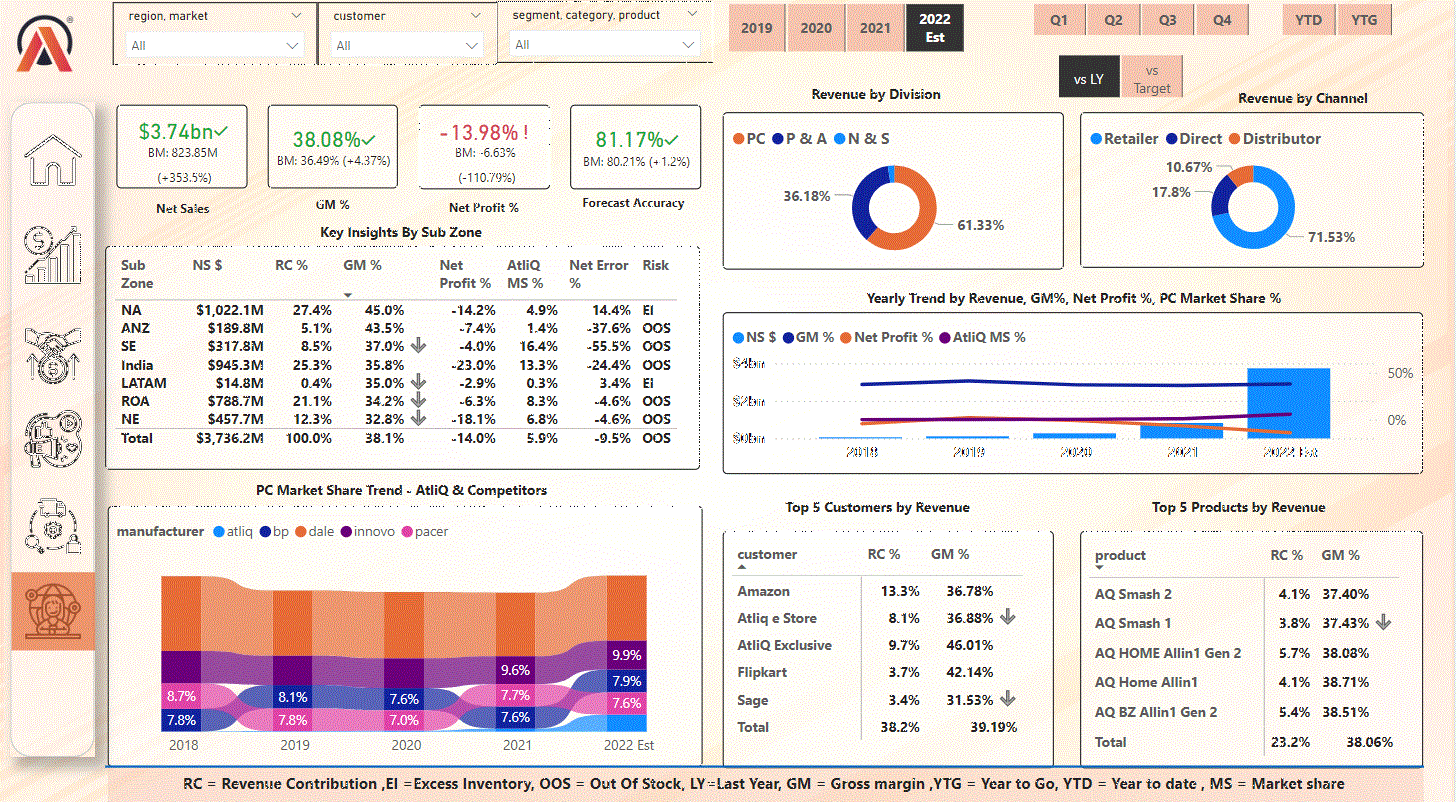 region, market
All
customer
All
segment, category, product
All
2019 2020 2021 2022 Est
Q1 Q2 Q3 Q4
YTD YTG
vs LY
vs Target
$3.74bn
BM: 823.85M
(+353.5%)
Net Sales
38.08%
BM: 36.49% (+4.37%)
GM %
-13.98% !
BM: -6.63%
(-110.79%)
Net Profit %
81.17%
BM: 80.21% (+1.2%)
Forecast Accuracy
Revenue by Division
PC P & A N & S
36.18%
61.33%
Revenue by Channel
Retailer Direct Distributor
10.67%
17.8%
71.53%
Key Insights By Sub Zone
Sub Zone NS $ RC % GM % Net Profit % AtliQ MS % Net Error % Risk
NA $1,022.1M 27.4% 45.0% -14.2% 4.9% 14.4% EI
ANZ $189.8M 5.1% 43.5% -7.4% 1.4% -37.6% OOS
SE $317.8M 8.5% 37.0% -4.0% 16.4% -55.5% OOS
India $945.3M 25.3% 35.8% -23.0% 13.3% -24.4% OOS
LATAM $14.8M 0.4% 35.0% -2.9% 0.3% 3.4% EI
ROA $788.7M 21.1% 34.2% -6.3% 8.3% -4.6% OOS
NE $457.7M 12.3% 32.8% -18.1% 6.8% -4.6% OOS
Total $3,736.2M 100.0% 38.1% -14.0% 5.9% -9.5% OOS
Yearly Trend by Revenue, GM%, Net Profit %, PC Market Share %
NS $ GM % Net Profit % AtliQ MS %
$4bn
$2bn
$0bn
50%
0%
2018 2019 2020 2021 2022 Est
PC Market Share Trend - AtliQ & Competitors
manufacturer atliq bp dale innovo pacer
8.7%
7.8%
8.1%
7.8%
7.6%
7.0%
9.6%
7.7%
7.6%
9.9%
7.9%
7.6%
2018 2019 2020 2021 2022 Est
Top 5 Customers by Revenue
customer RC % GM %
Amazon 13.3% 36.78%
Atliq e Store 8.1% 36.88%
AtliQ Exclusive 9.7% 46.01%
Flipkart 3.7% 42.14%
Sage 3.4% 31.53%
Total 38.2% 39.19%
Top 5 Products by Revenue
product RC % GM %
AQ Smash 2 4.1% 37.40%
AQ Smash 1 3.8% 37.43%
AQ HOME Allin1 Gen 2 5.7% 38.08%
AQ Home Allin1 4.1% 38.71%
AQ BZ Allin1 Gen 2 5.4% 38.51%
Total 23.2% 38.06%
RC = Revenue Contribution ,EI =Excess Inventory, OOS = Out Of Stock, LY=Last Year, GM = Gross margin ,YTG = Year to Go, YTD = Year to date , MS = Market share